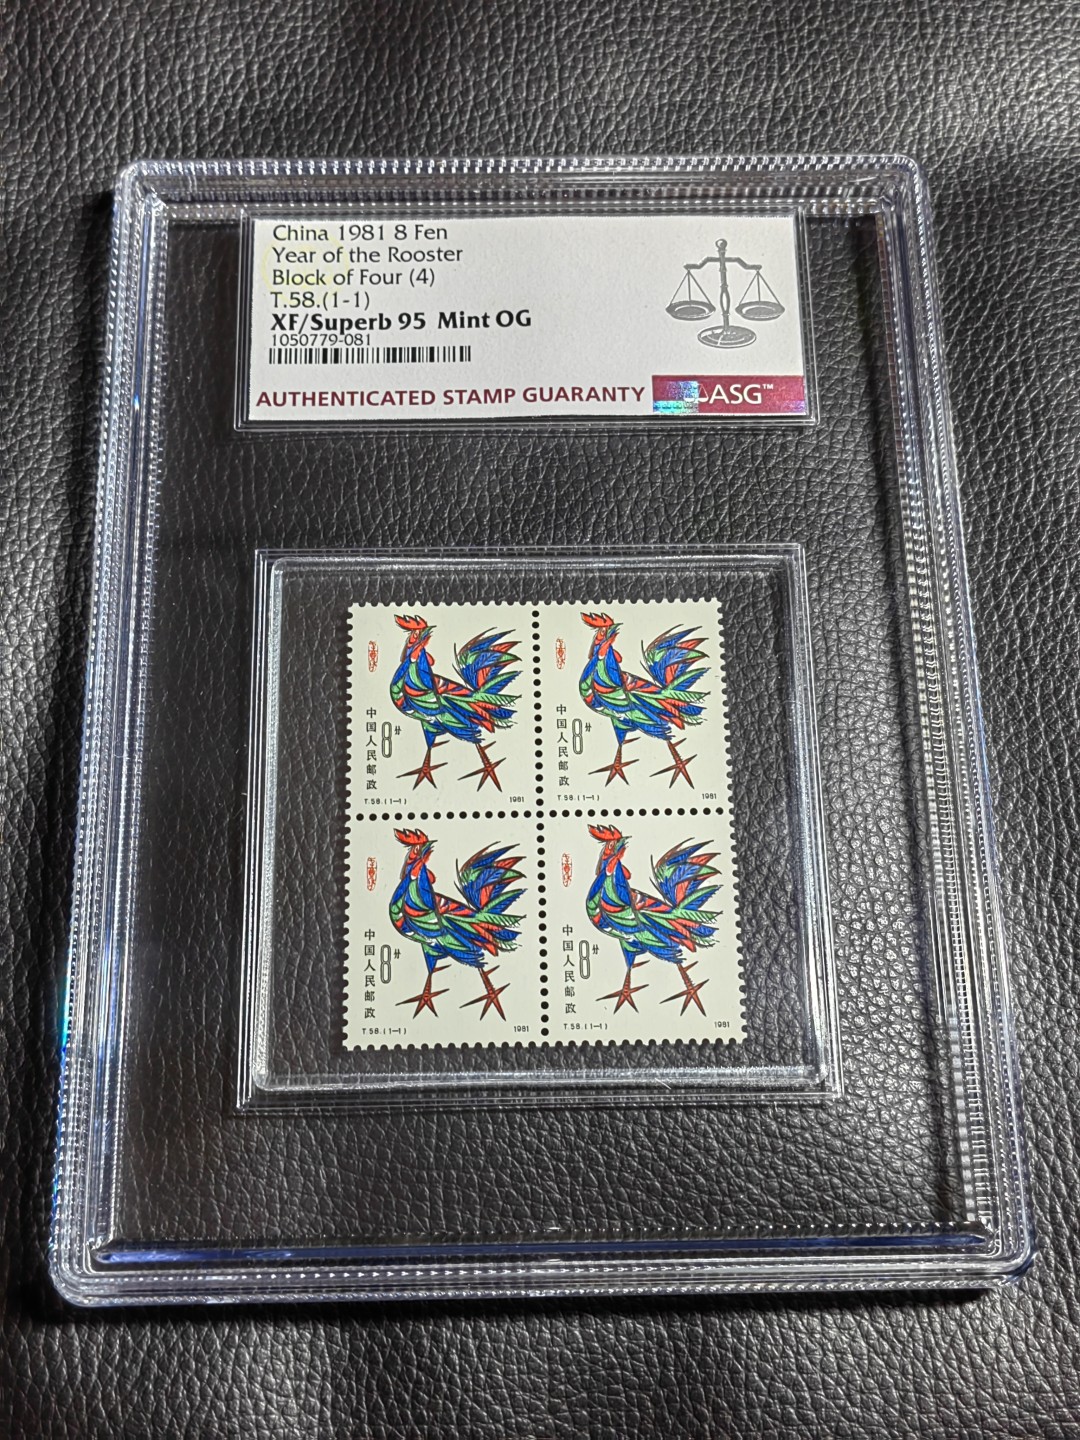 China 1981 8 Fen
Year of the Rooster
Block of Four (4)
T.58.(1-1)
XF/Superb 95 Mint OG
1050779-081
AUTHENTICATED STAMP GUARANTY
ASG™
中国人民邮政
8分
T.58.(1—1)
1981
中国人民邮政
8分
T.58.(1—1)
1981
中国人民邮政
8分
T.58.(1—1)
1981
中国人民邮政
8分
T.58.(1—1)
1981